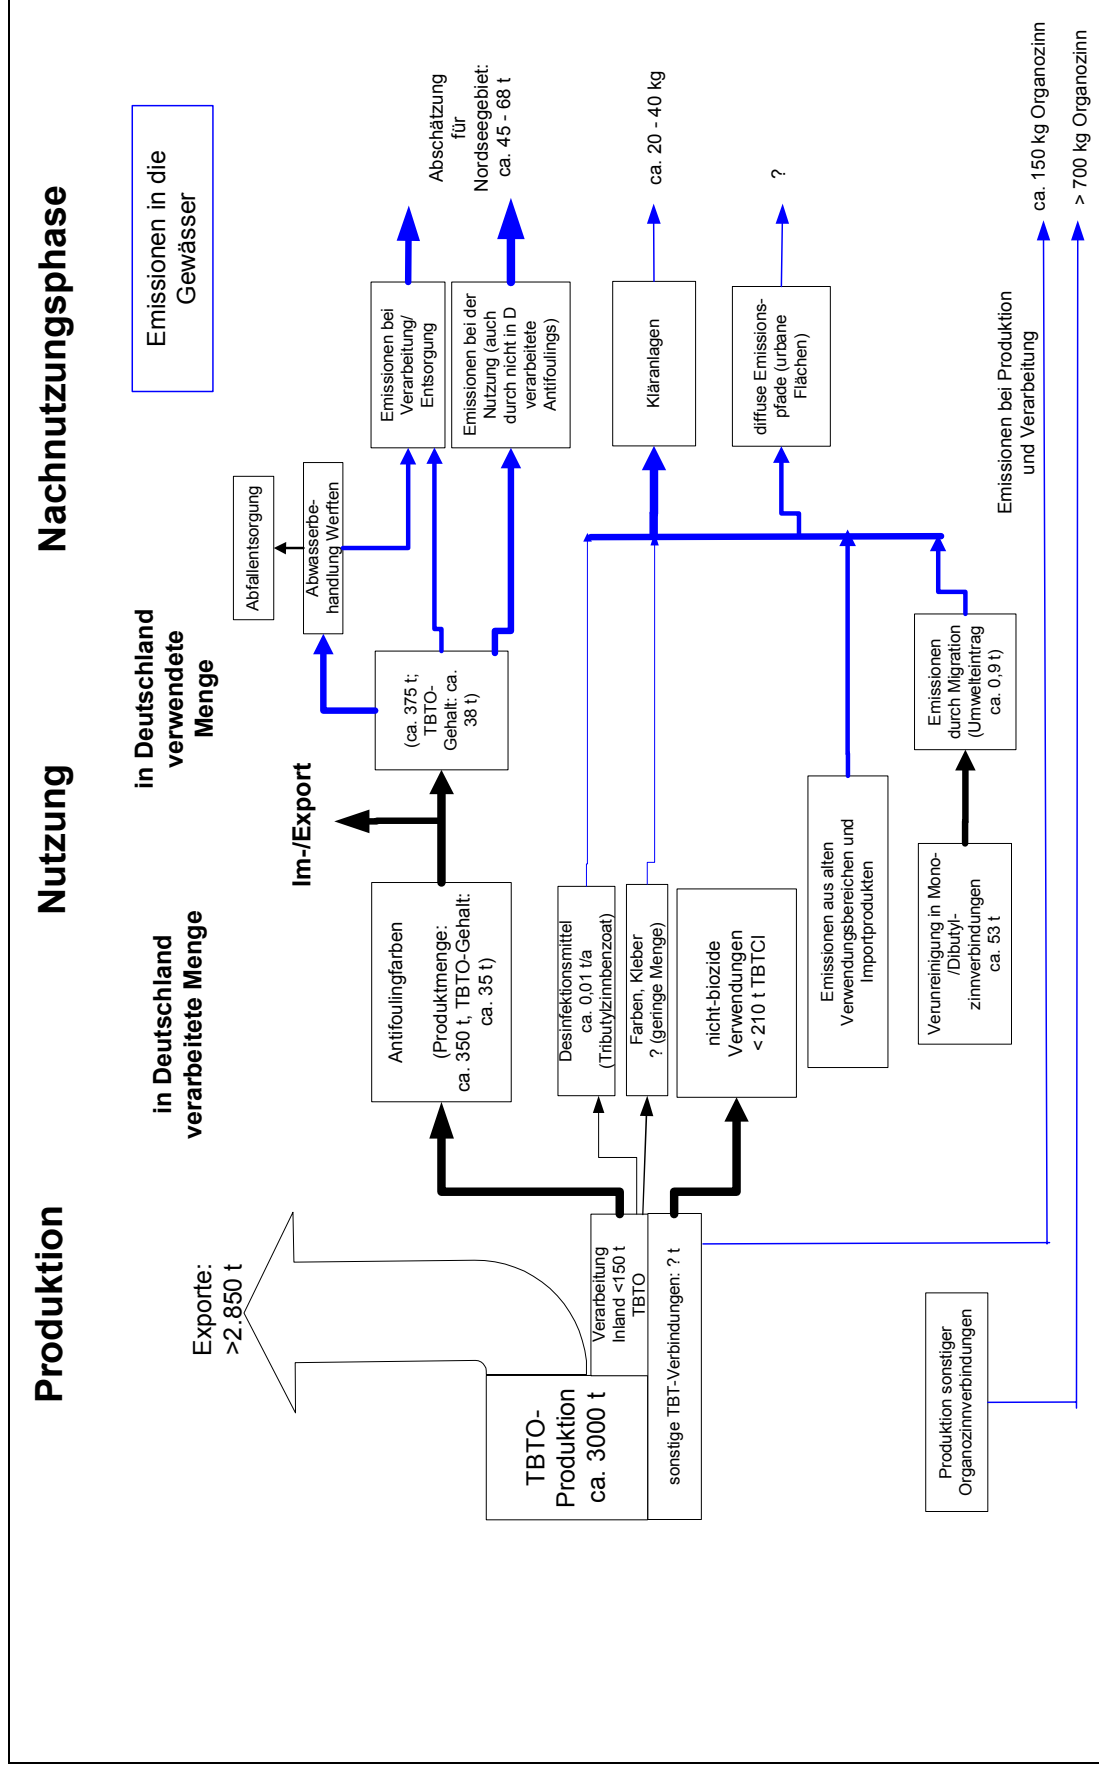 Produktion
Nutzung
Nachnutzungsphase
in Deutschland
verarbeitete Menge
in Deutschland
verwendete
Menge
Emissionen in die
Gewässer
Exporte:
>2.850 t
TBTO-
Produktion
ca. 3000 t
Verarbeitung
Inland <150 t
TBTO
sonstige TBT-Verbindungen: ? t
Produktion sonstiger
Organozinnverbindungen
Antifoulingfarben
(Produktmenge:
ca. 350 t, TBTO-Gehalt:
ca. 35 t)
Im-/Export
Desinfektionsmittel
ca. 0,01 t/a
(Tributylzinnbenzoat)
Farben, Kleber
? (geringe Menge)
nicht-biozide
Verwendungen
< 210 t TBTCl
Emissionen aus alten
Verwendungsbereichen und
Importprodukten
Verunreinigung in Mono-
/Dibutyl-
zinnverbindungen
ca. 53 t
(ca. 375 t;
TBTO-
Gehalt: ca.
38 t)
Emissionen
durch Migration
(Umwelteintrag)
ca. 0,9 t)
Abfallentsorgung
Abwasserbe-
handlung Werften
Emissionen bei
Verarbeitung/
Entsorgung
Emissionen bei der
Nutzung (auch
durch nicht in D
verarbeitete
Antifoulings)
Kläranlagen
diffuse Emissions-
pfade (urbane
Flächen)
Emissionen bei Produktion
und Verarbeitung
Abschätzung
für
Nordseegebiet:
ca. 45 - 68 t
ca. 20 - 40 kg
?
ca. 150 kg Organozinn
> 700 kg Organozinn